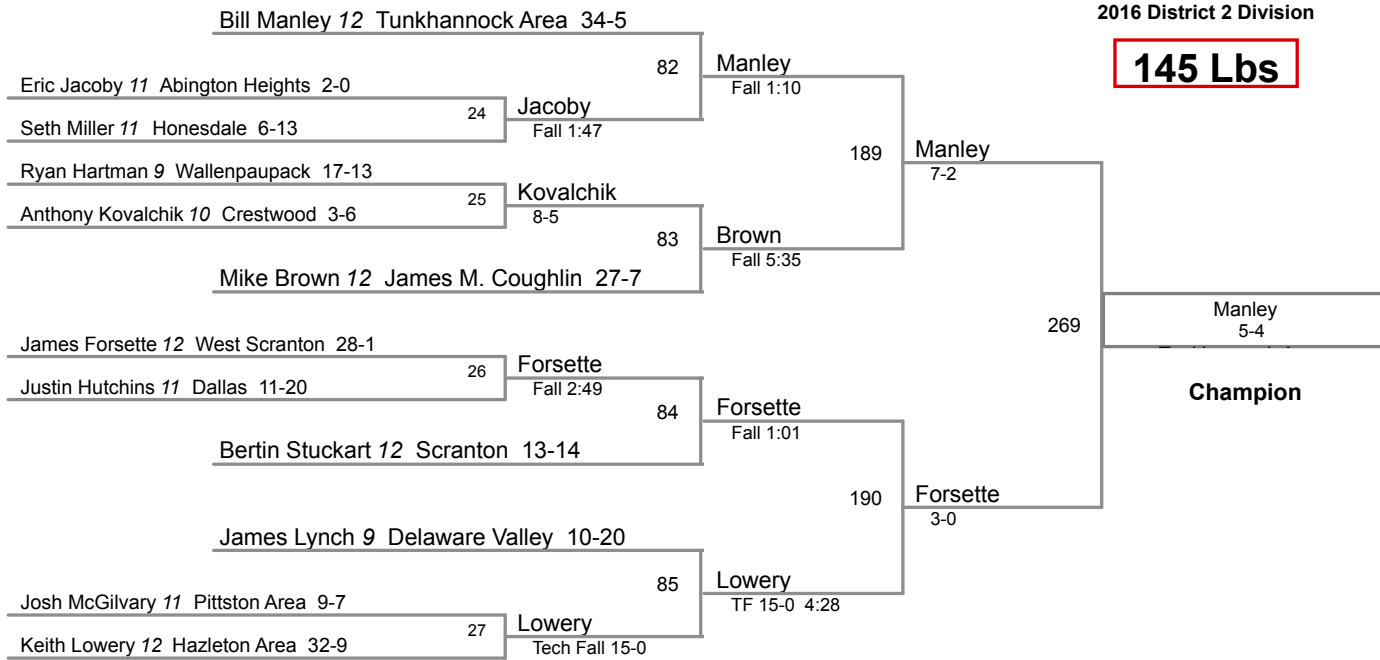 Bill Manley 12 Tunkhannock Area 34-5
2016 District 2 Division
145 Lbs
82
Manley
Fall 1:10
Eric Jacoby 11 Abington Heights 2-0
24
Jacoby
Fall 1:47
Seth Miller 11 Honesdale 6-13
189
Manley
7-2
Ryan Hartman 9 Wallenpaupack 17-13
25
Kovalchik
8-5
Anthony Kovalchik 10 Crestwood 3-6
83
Brown
Fall 5:35
Mike Brown 12 James M. Coughlin 27-7
269
Manley
5-4
Champion
James Forsette 12 West Scranton 28-1
26
Forsette
Fall 2:49
Justin Hutchins 11 Dallas 11-20
84
Forsette
Fall 1:01
Bertin Stuckart 12 Scranton 13-14
190
Forsette
3-0
James Lynch 9 Delaware Valley 10-20
85
Lowery
TF 15-0 4:28
Josh McGilvary 11 Pittston Area 9-7
27
Lowery
Tech Fall 15-0
Keith Lowery 12 Hazleton Area 32-9